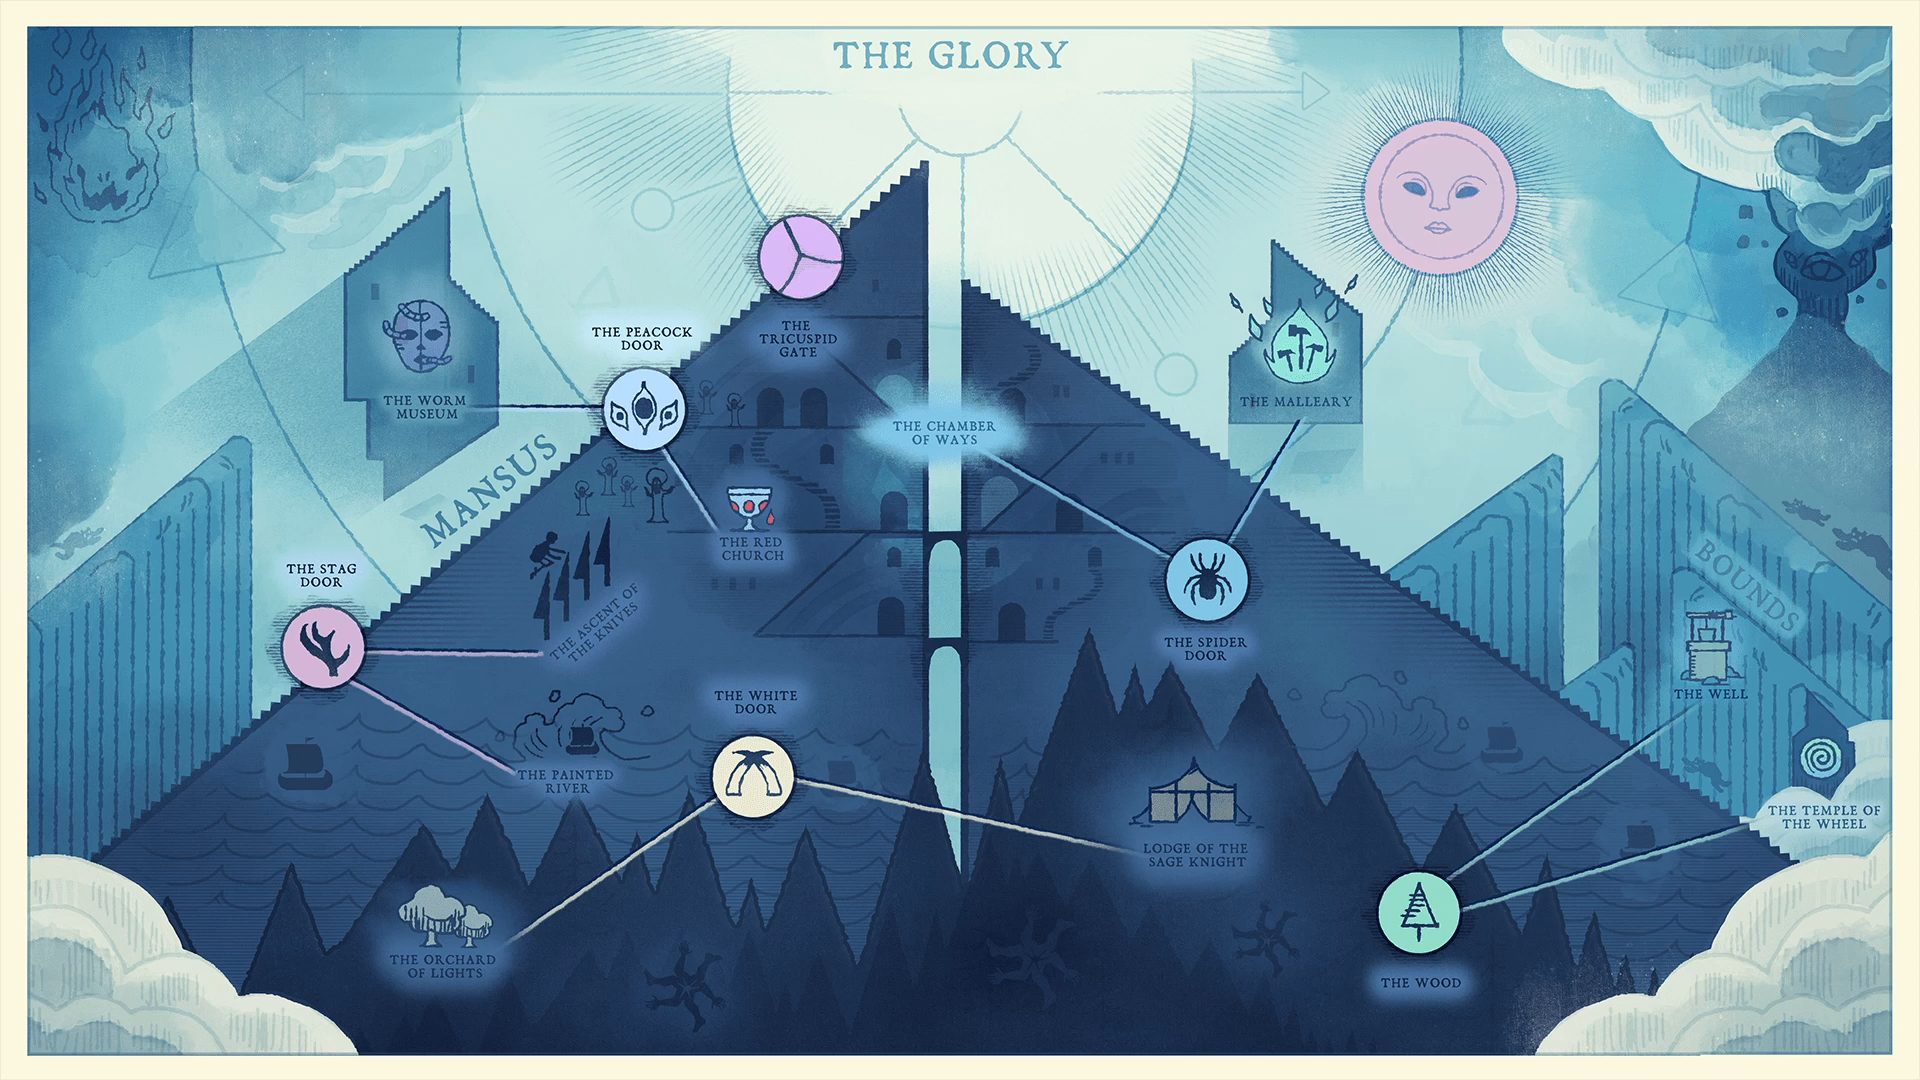 THE GLORY
THE PEACOCK
DOOR
THE
TRICUSPID
GATE
THE WORM
MUSEUM
THE MALLEARY
THE CHAMBER
OF WAYS
MANSUS
THE RED
CHURCH
THE STAG
DOOR
THE ASCENT OF
THE KNIVES
BOUNDS
THE SPIDER
DOOR
THE WELL
THE WHITE
DOOR
THE PAINTED
RIVER
THE TEMPLE OF
THE WHEEL
LODGE OF THE
SAGE KNIGHT
THE ORCHARD
OF LIGHTS
THE WOOD